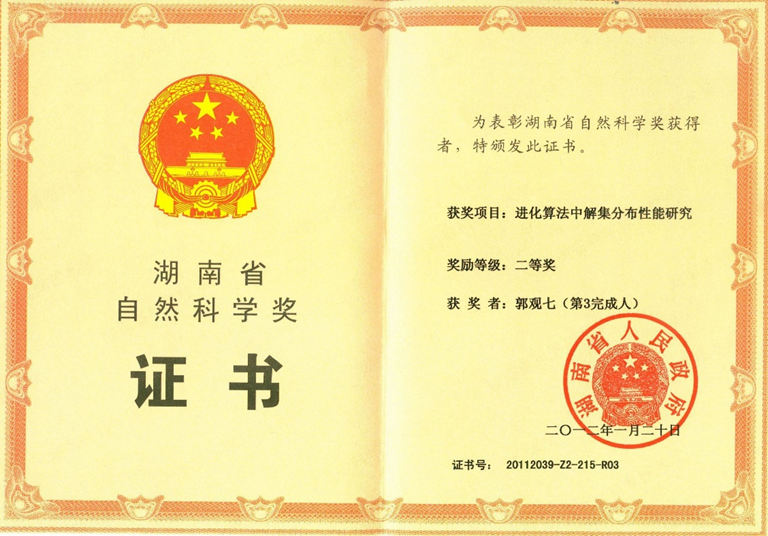 湖南省
自然科学奖
证书
为表彰湖南省自然科学奖获得
者，特颁发此证书。
获奖项目：进化算法中解集分布性能研究
奖励等级：二等奖
获 奖 者：郭观七（第3完成人）
湖南省人民政府
二〇一二年一月二十日
证书号： 20112039-Z2-215-R03